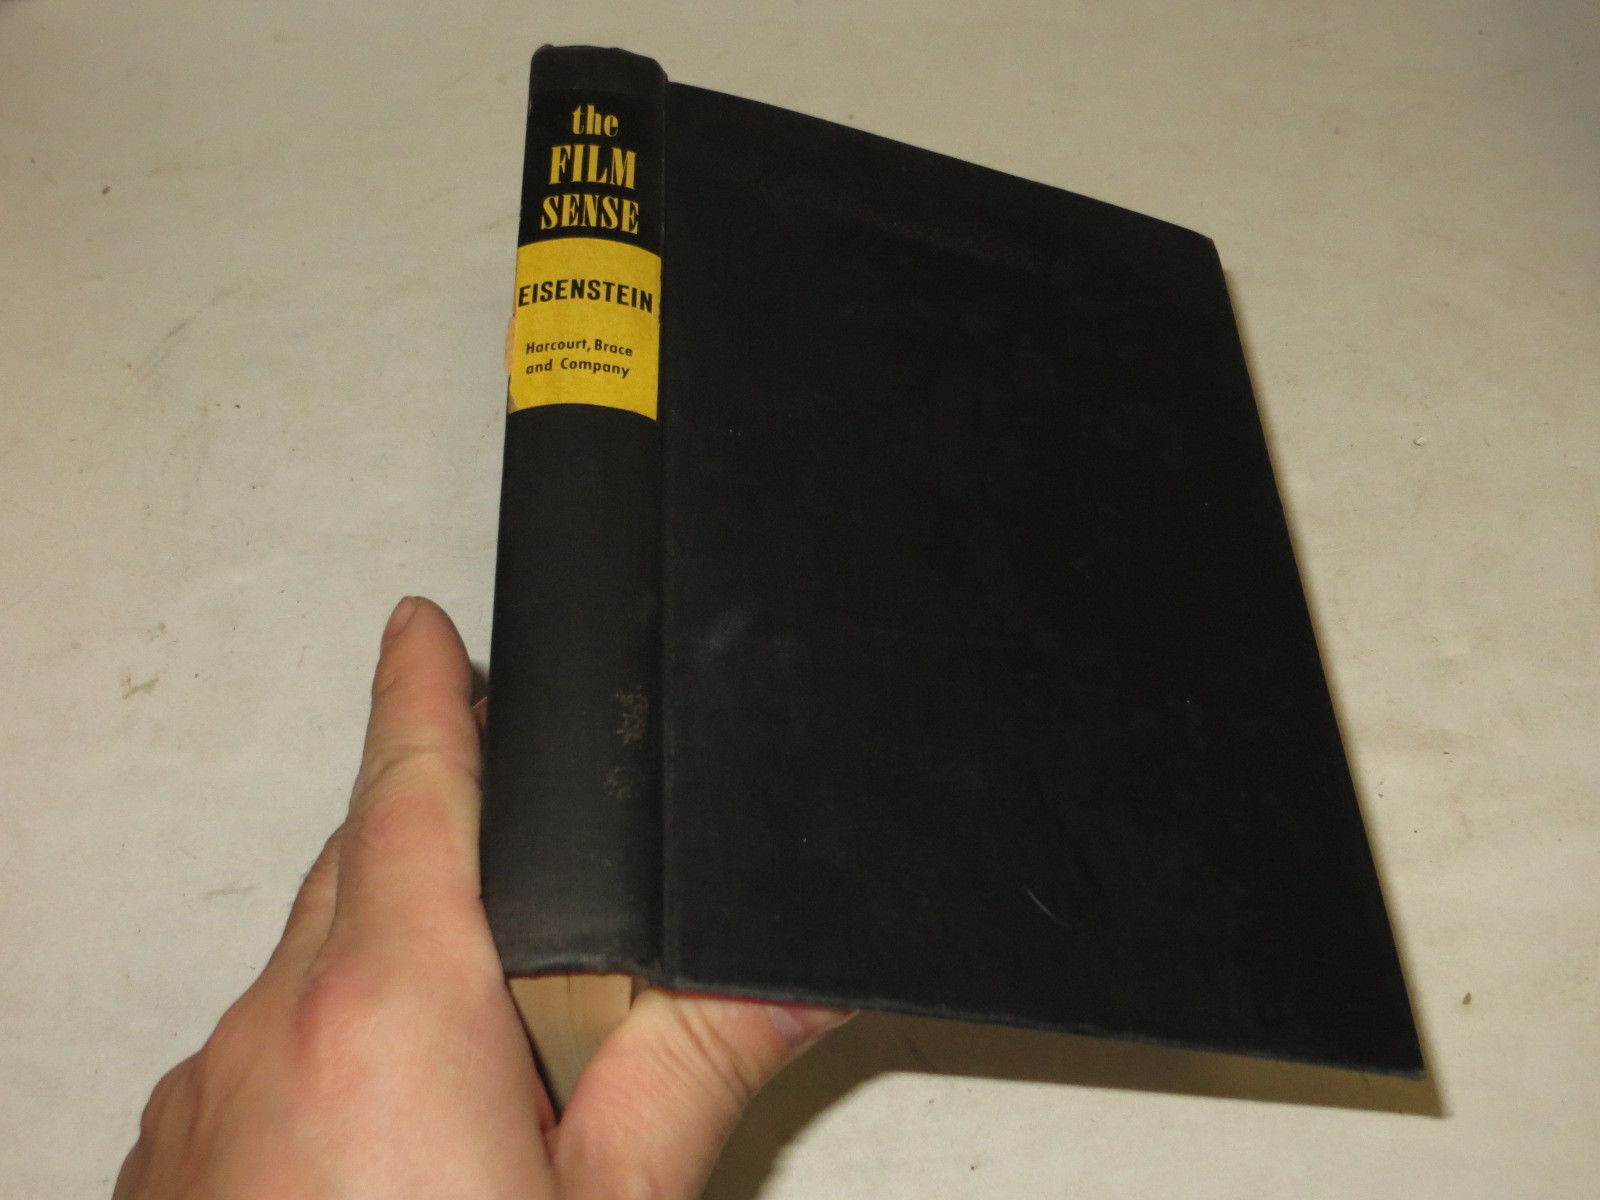 the
FILM
SENSE
EISENSTEIN
Harcourt, Brace
and Company